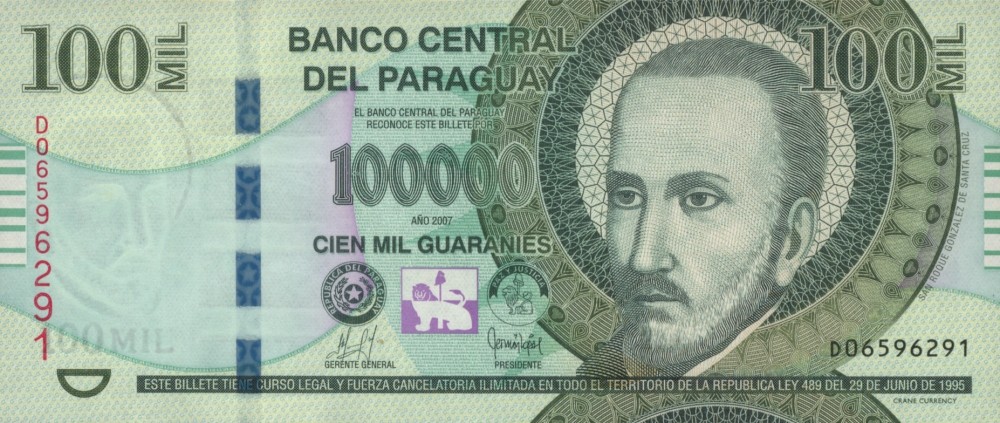 100 MIL
BANCO CENTRAL
DEL PARAGUAY
100 MIL
EL BANCO CENTRAL DEL PARAGUAY
RECONOCE ESTE BILLETE POR
100000
AÑO 2007
CIEN MIL GUARANIES
D06596291
REPUBLICA DEL PARAGUAY
PAZ Y JUSTICIA
GERENTE GENERAL
PRESIDENTE
SAN ROQUE GONZALEZ DE SANTA CRUZ
100 MIL
D06596291
ESTE BILLETE TIENE CURSO LEGAL Y FUERZA CANCELATORIA ILIMITADA EN TODO EL TERRITORIO DE LA REPUBLICA LEY 489 DEL 29 DE JUNIO DE 1995
CRANE CURRENCY